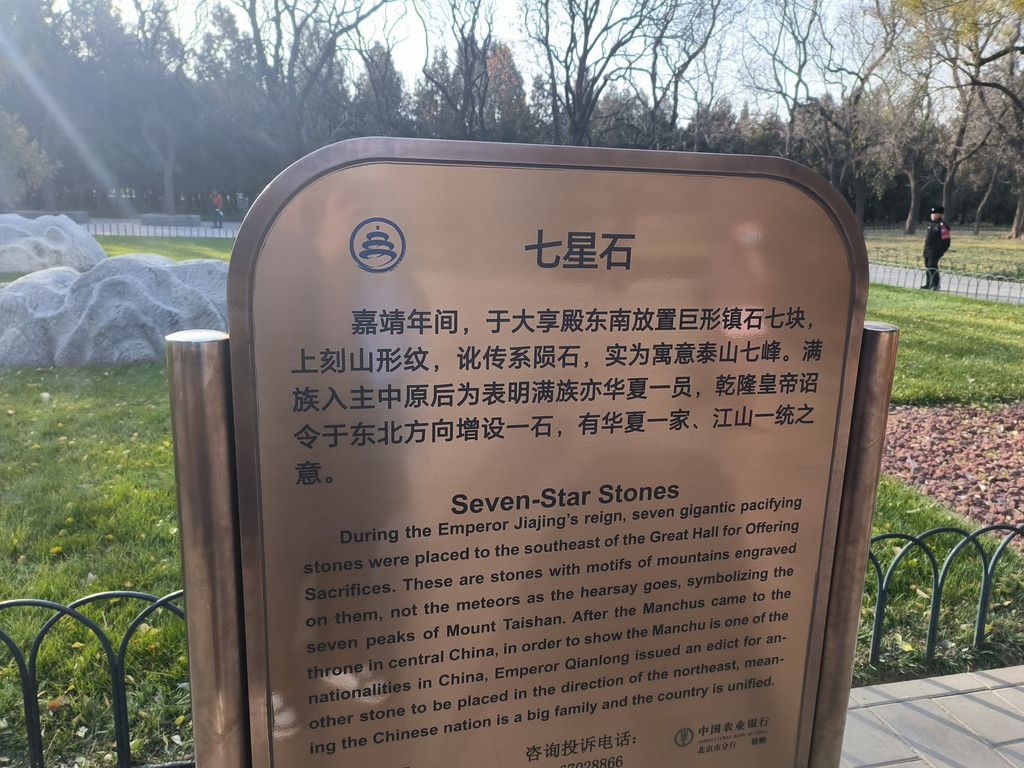 七星石
嘉靖年间，于大享殿东南放置巨形镇石七块，
上刻山形纹，讹传系陨石，实为寓意泰山七峰。满
族入主中原后为表明满族亦华夏一员，乾隆皇帝诏
令于东北方向增设一石，有华夏一家、江山一统之
意。
Seven-Star Stones
During the Emperor Jiajing's reign, seven gigantic pacifying
stones were placed to the southeast of the Great Hall for Offering
Sacrifices. These are stones with motifs of mountains engraved
on them, not the meteors as the hearsay goes, symbolizing the
seven peaks of Mount Taishan. After the Manchus came to the
throne in central China, in order to show the Manchu is one of the
nationalities in China, Emperor Qianlong issued an edict for an-
other stone to be placed in the direction of the northeast, mean-
ing the Chinese nation is a big family and the country is unified.
咨询投诉电话：
67028866
中国农业银行
AGRICULTURAL BANK OF CHINA
北京市分行 敬赠